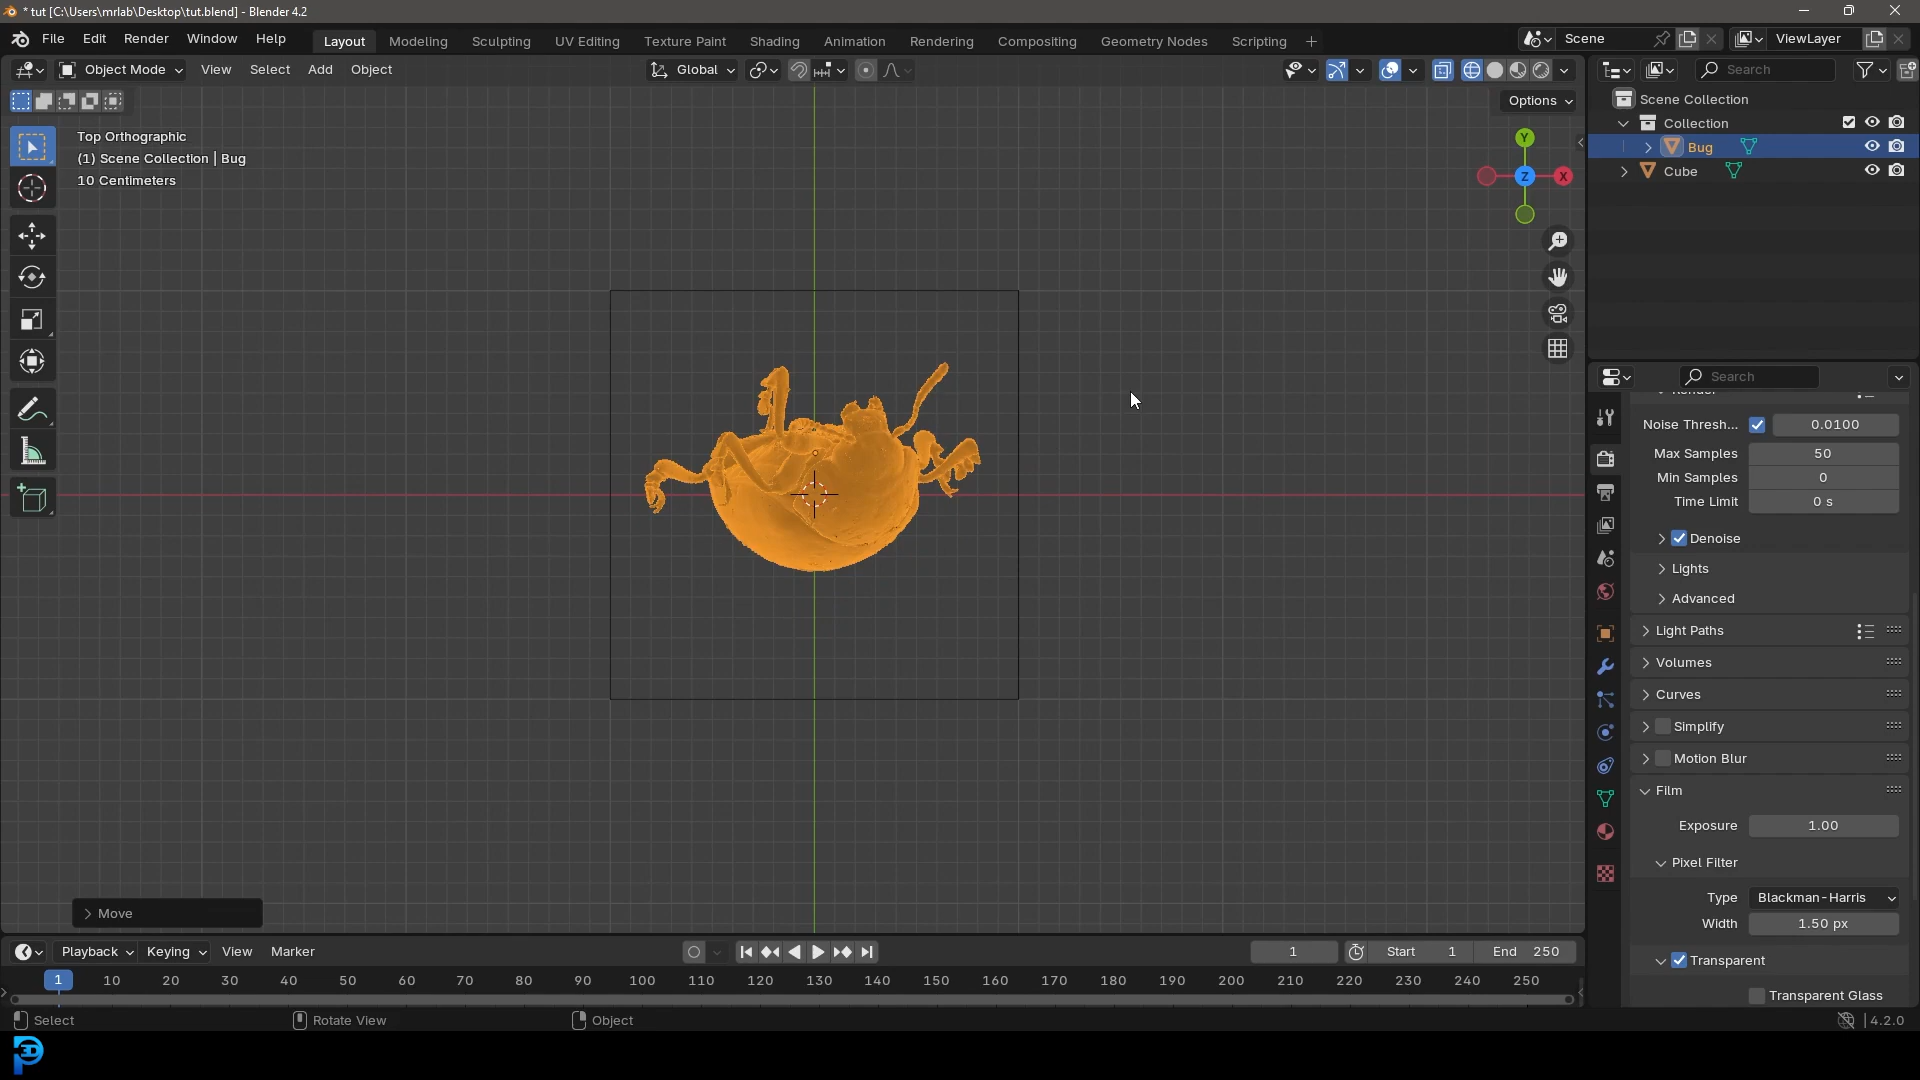 * tut [C:\Users\mrlab\Desktop\tut.blend] - Blender 4.2
File Edit Render Window Help
Layout Modeling Sculpting UV Editing Texture Paint Shading Animation Rendering Compositing Geometry Nodes Scripting +
Scene
ViewLayer
Object Mode View Select Add Object
Global
Search
Options
Top Orthographic
(1) Scene Collection | Bug
10 Centimeters
Y
Z
X
Scene Collection
Collection
Bug
Cube
Search
Noise Thresh... 0.0100
Max Samples 50
Min Samples 0
Time Limit 0 s
Denoise
Lights
Advanced
Light Paths
Volumes
Curves
Simplify
Motion Blur
Film
Exposure 1.00
Pixel Filter
Type Blackman-Harris
Width 1.50 px
Transparent
Transparent Glass
Move
Playback Keying View Marker
1 Start 1 End 250
1 10 20 30 40 50 60 70 80 90 100 110 120 130 140 150 160 170 180 190 200 210 220 230 240 250
Select Rotate View Object
4.2.0